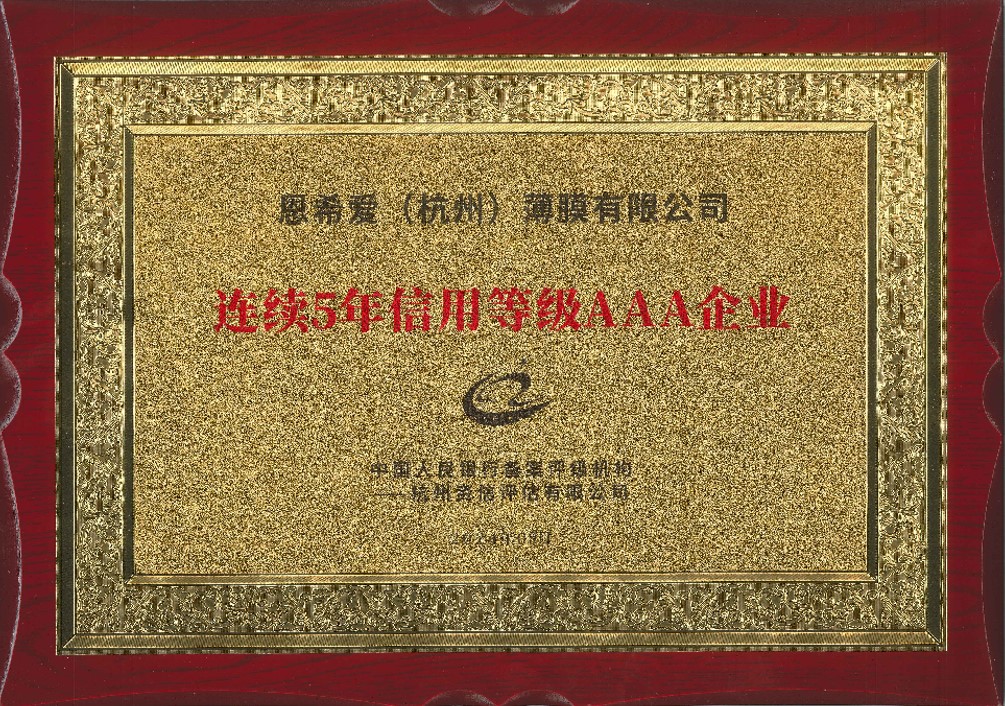 恩希爱（杭州）薄膜有限公司
连续5年信用等级AAA企业
中国人民银行备案评级机构
——杭州资信评估有限公司